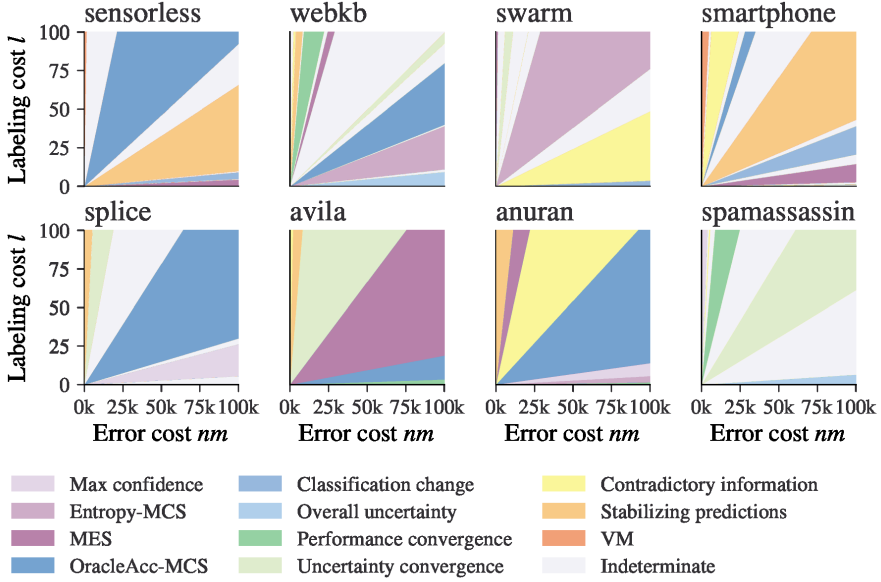 sensorless webkb swarm smartphone
Labeling cost l
100
75
50
25
0
splice avila anuran spamassassin
Labeling cost l
100
75
50
25
0
0k 25k 50k 75k 100k 0k 25k 50k 75k 100k 0k 25k 50k 75k 100k 0k 25k 50k 75k 100k
Error cost nm Error cost nm Error cost nm Error cost nm
Max confidence Classification change Contradictory information
Entropy-MCS Overall uncertainty Stabilizing predictions
MES Performance convergence VM
OracleAcc-MCS Uncertainty convergence Indeterminate